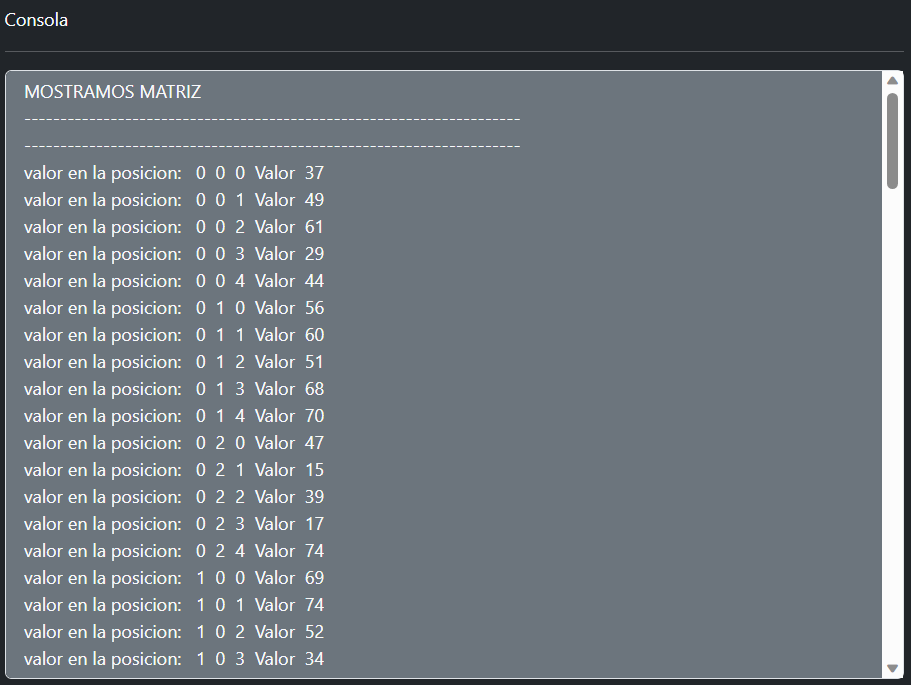 Consola
MOSTRAMOS MATRIZ
---------------------------------------------------------------------
---------------------------------------------------------------------
valor en la posicion: 0 0 0 Valor 37
valor en la posicion: 0 0 1 Valor 49
valor en la posicion: 0 0 2 Valor 61
valor en la posicion: 0 0 3 Valor 29
valor en la posicion: 0 0 4 Valor 44
valor en la posicion: 0 1 0 Valor 56
valor en la posicion: 0 1 1 Valor 60
valor en la posicion: 0 1 2 Valor 51
valor en la posicion: 0 1 3 Valor 68
valor en la posicion: 0 1 4 Valor 70
valor en la posicion: 0 2 0 Valor 47
valor en la posicion: 0 2 1 Valor 15
valor en la posicion: 0 2 2 Valor 39
valor en la posicion: 0 2 3 Valor 17
valor en la posicion: 0 2 4 Valor 74
valor en la posicion: 1 0 0 Valor 69
valor en la posicion: 1 0 1 Valor 74
valor en la posicion: 1 0 2 Valor 52
valor en la posicion: 1 0 3 Valor 34